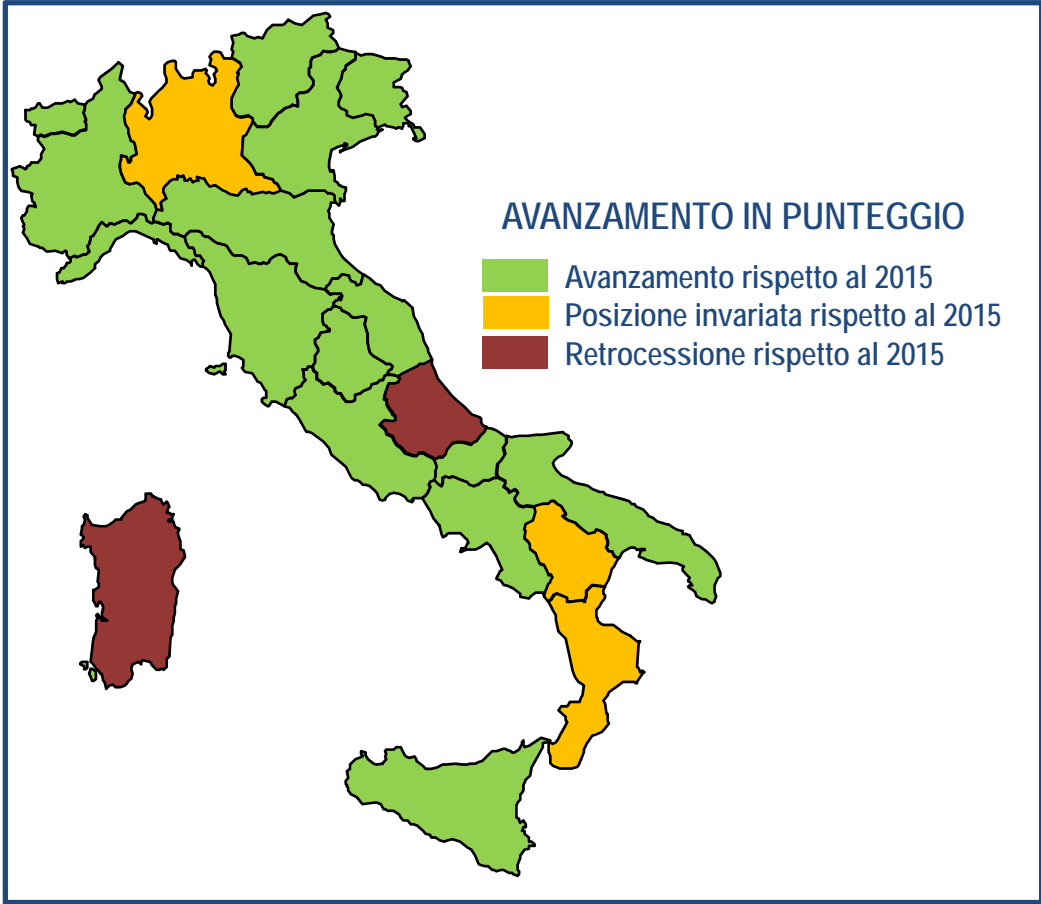 AVANZAMENTO IN PUNTEGGIO
Avanzamento rispetto al 2015
Posizione invariata rispetto al 2015
Retrocessione rispetto al 2015